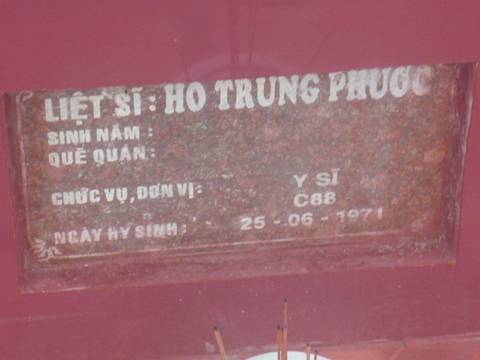 LIỆT SĨ : HO TRUNG PHƯỚC
SINH NĂM :
QUÊ QUÁN :
CHỨC VỤ, ĐƠN VỊ : Y SĨ
C88
NGÀY HY SINH : 25 - 06 - 1971